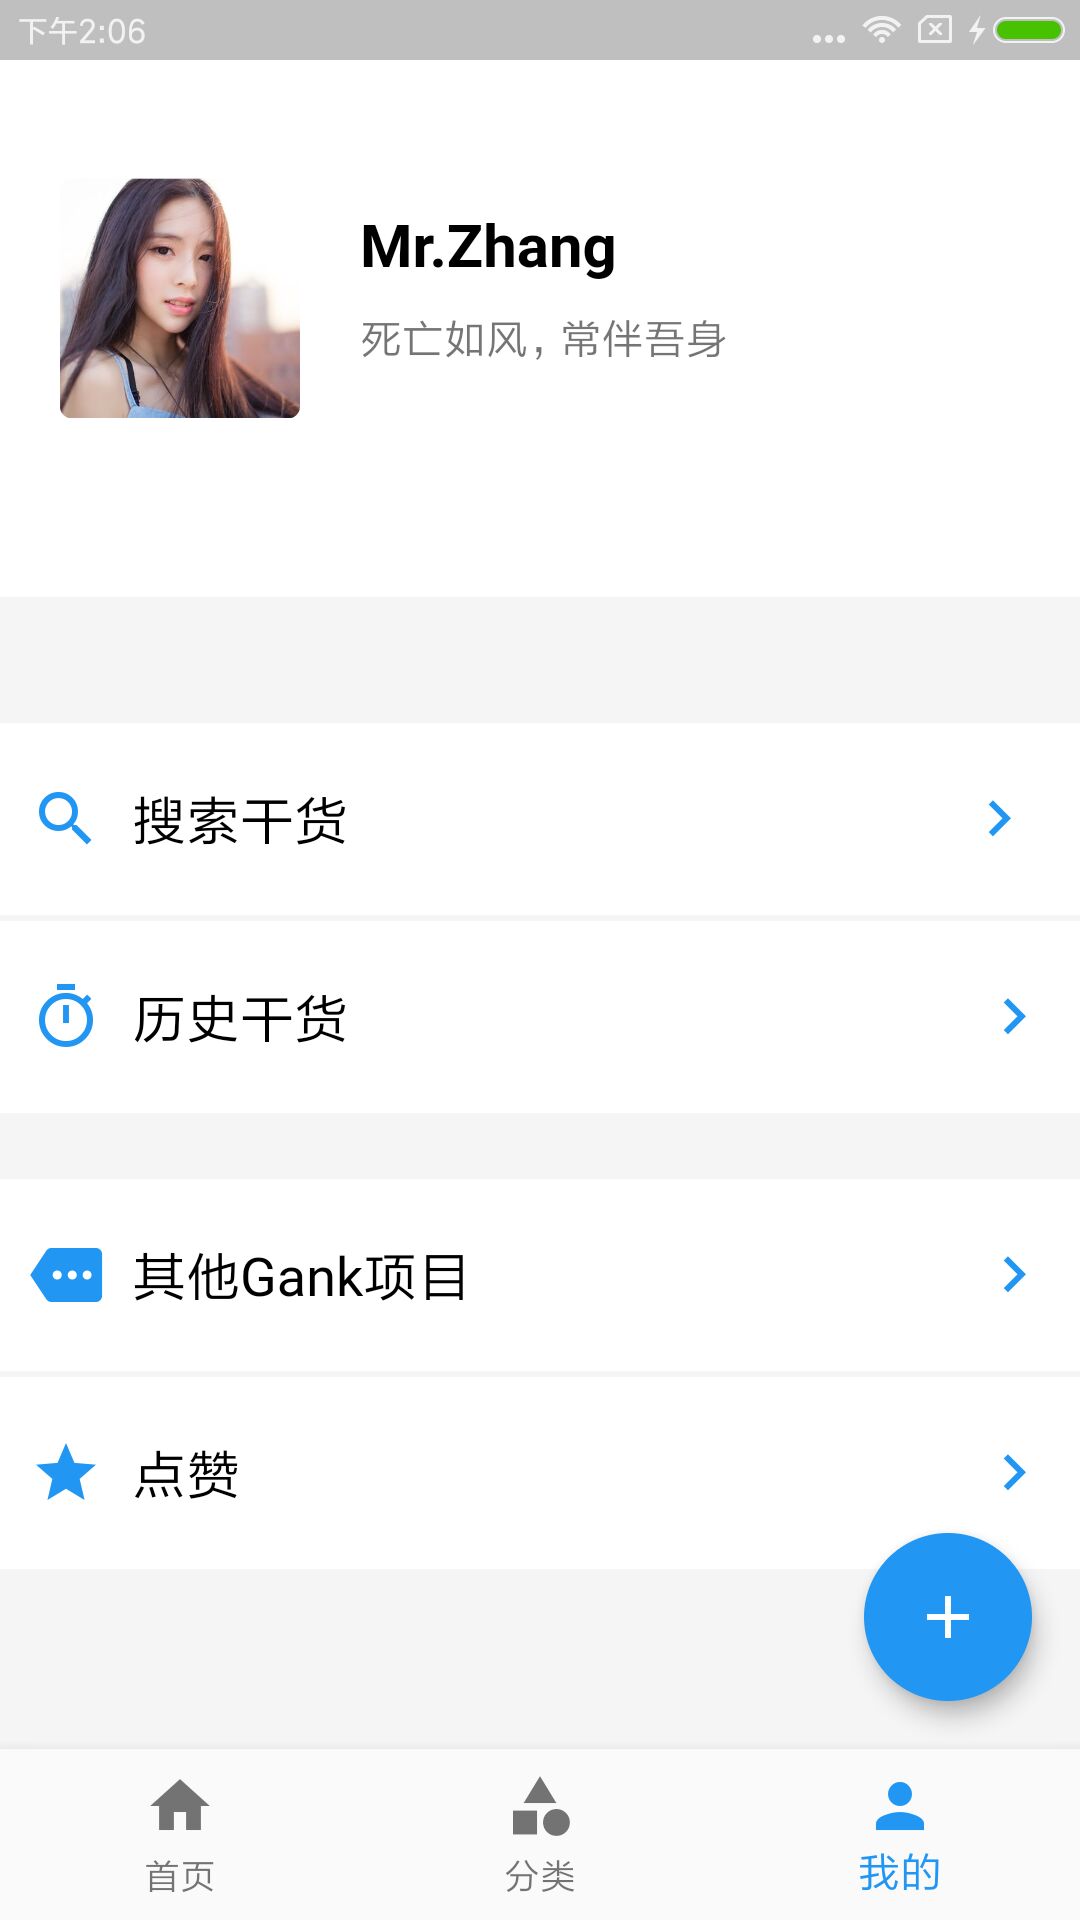 下午2:06
Mr.Zhang
死亡如风，常伴吾身
搜索干货
历史干货
其他Gank项目
点赞
首页
分类
我的